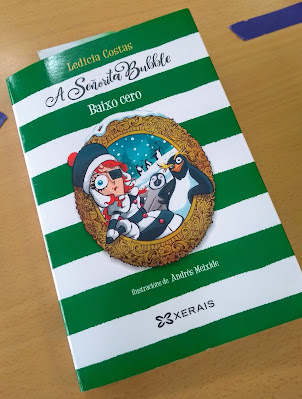 Ledicia Costas
A Señorita Bubble
Baixo cero
Ilustracións de Andrés Meixide
XERAIS